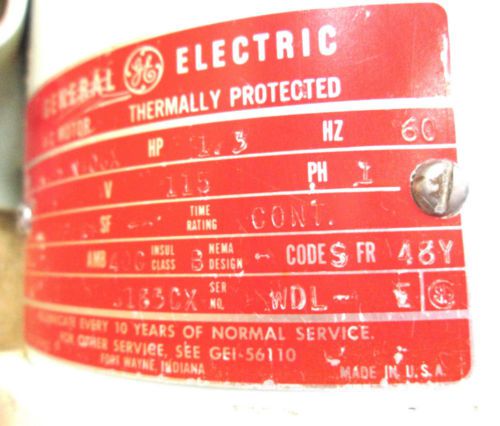 GENERAL GE ELECTRIC
A-C MOTOR THERMALLY PROTECTED
HP 1/3 HZ 60
V 115 PH 1
SF TIME RATING CONT.
AMB 40C INSUL CLASS B NEMA DESIGN - CODE S FR 48Y
SER NO. WDL- E
LUBRICATE EVERY 10 YEARS OF NORMAL SERVICE.
FOR OTHER SERVICE, SEE GEI-56110
FORT WAYNE, INDIANA MADE IN U.S.A.